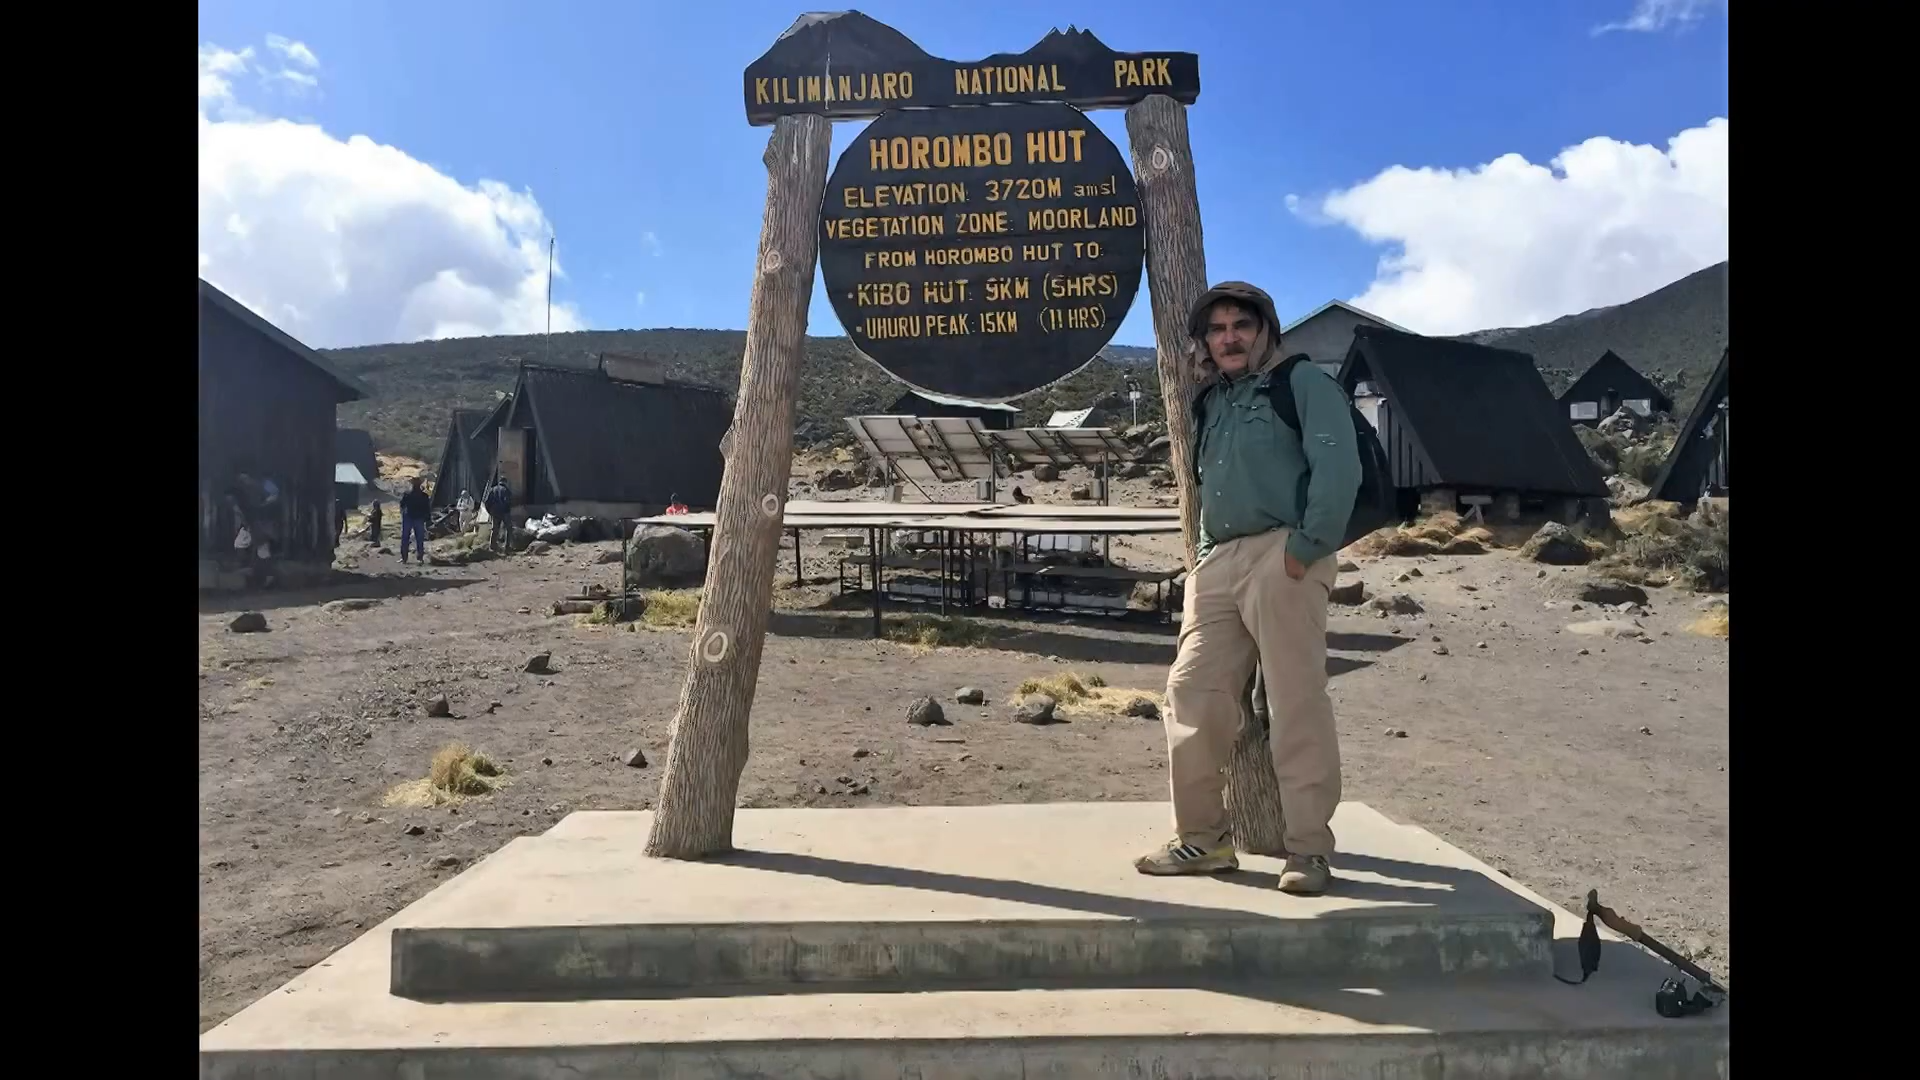 KILIMANJARO NATIONAL PARK
HOROMBO HUT
ELEVATION: 3720M amsl
VEGETATION ZONE: MOORLAND
FROM HOROMBO HUT TO:
•KIBO HUT: 9KM (5HRS)
•UHURU PEAK: 15KM (11 HRS)